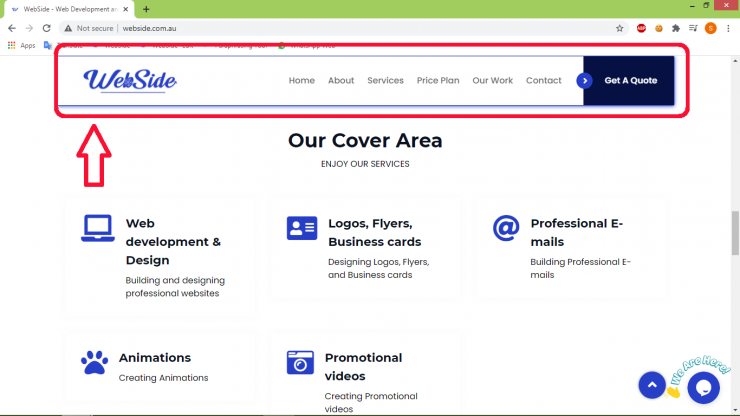 WebSide - Web Development an
Not secure | webside.com.au
Apps
WebSide
Home About Services Price Plan Our Work Contact Get A Quote
Our Cover Area
ENJOY OUR SERVICES
Web
development &
Design
Building and designing
professional websites
Logos, Flyers,
Business cards
Designing Logos, Flyers,
and Business cards
Professional E-
mails
Building Professional E-
mails
Animations
Creating Animations
Promotional
videos
Creating Promotional
videos
We Are Here!